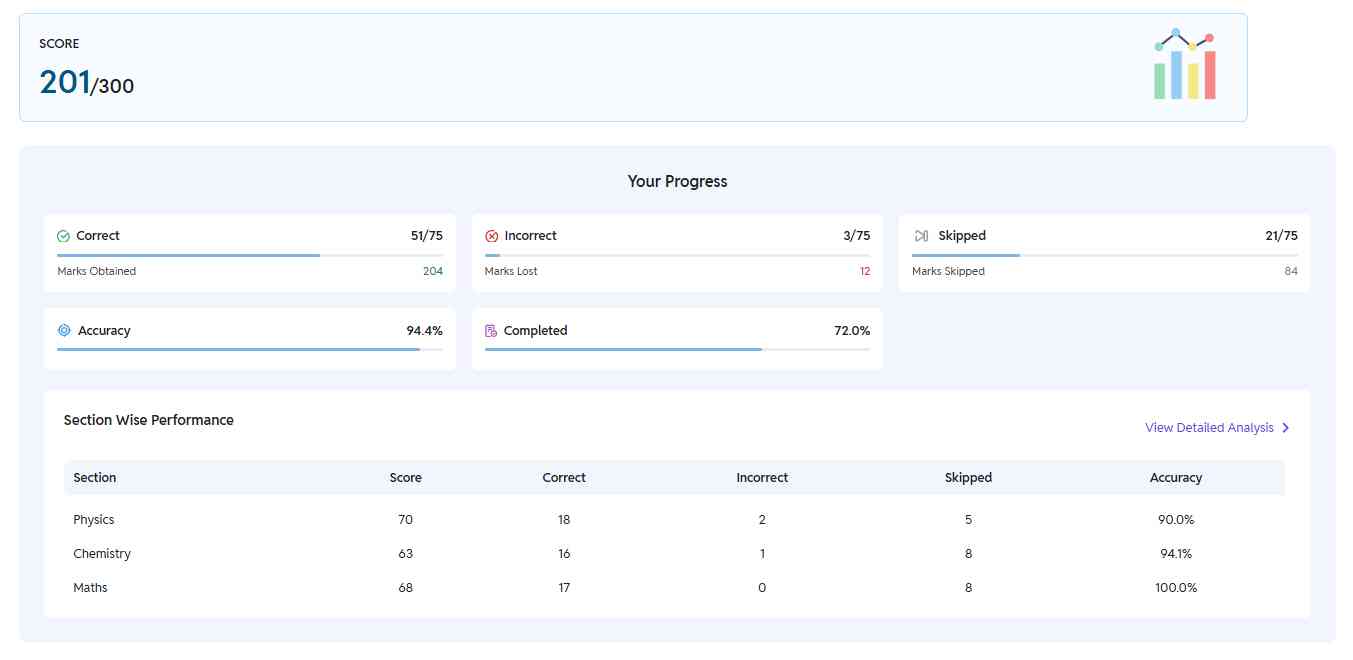 SCORE
201/300
Your Progress
Correct 51/75
Marks Obtained 204
Incorrect 3/75
Marks Lost 12
Skipped 21/75
Marks Skipped 84
Accuracy 94.4%
Completed 72.0%
Section Wise Performance
View Detailed Analysis
Section Score Correct Incorrect Skipped Accuracy
Physics 70 18 2 5 90.0%
Chemistry 63 16 1 8 94.1%
Maths 68 17 0 8 100.0%